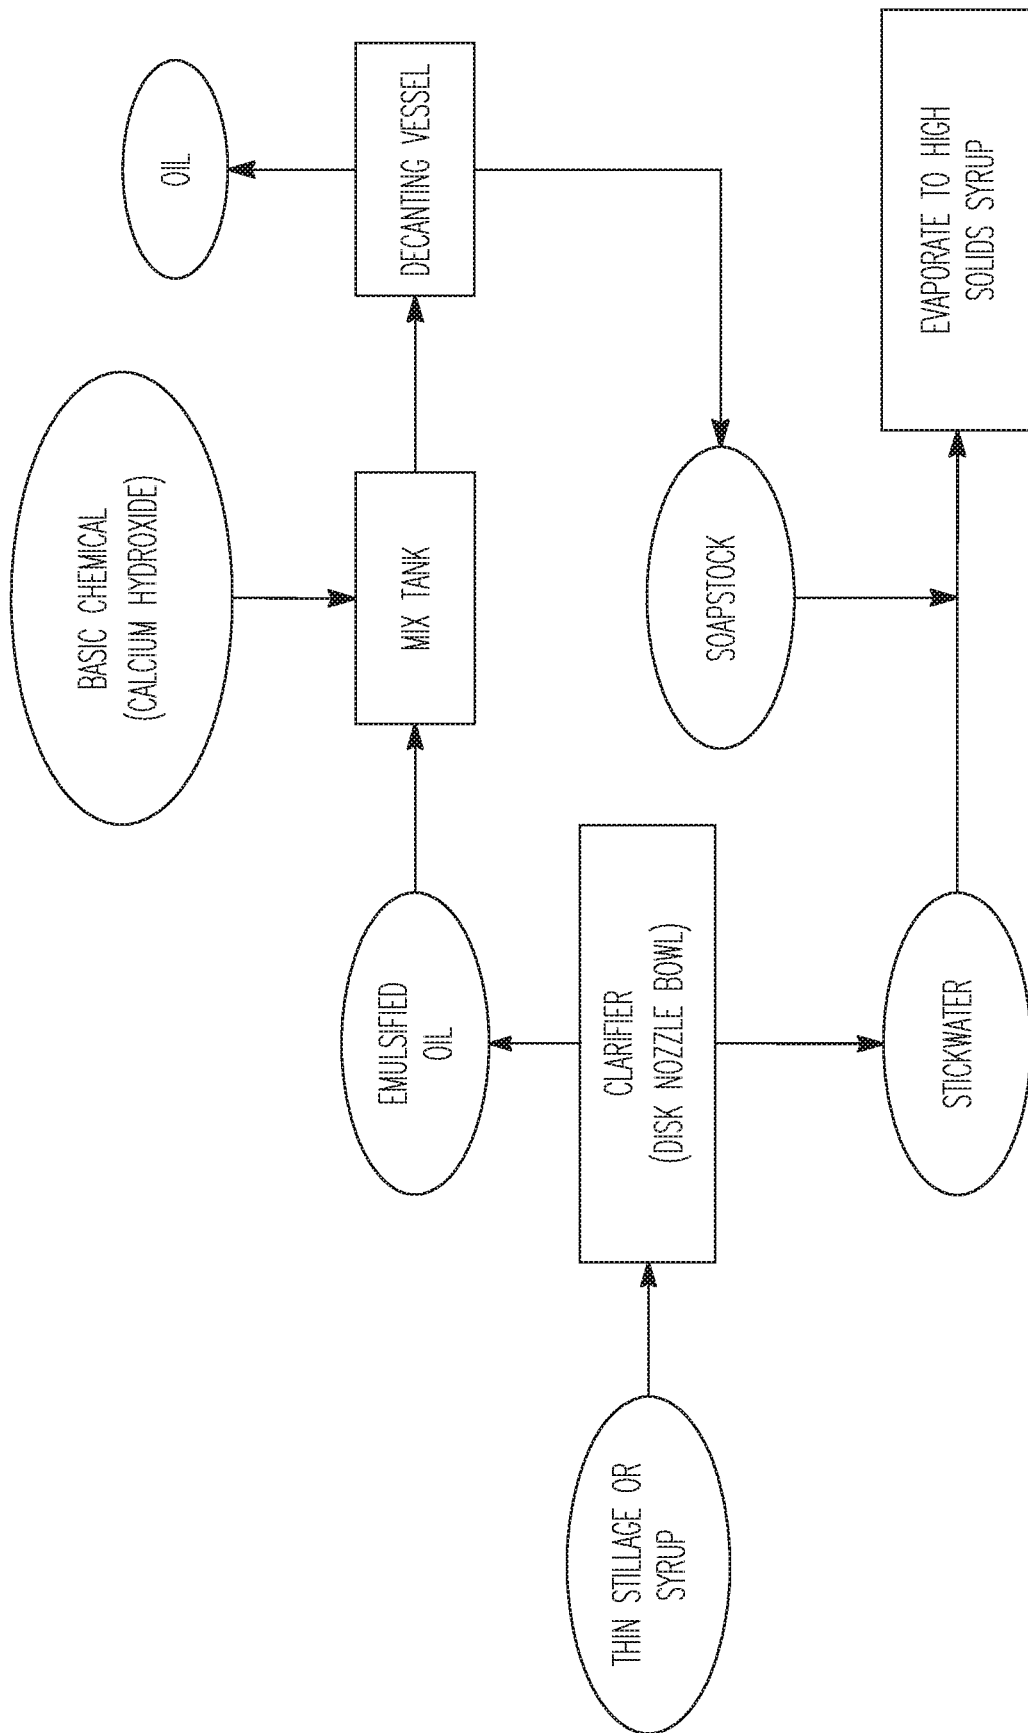 THIN STILLAGE OR
SYRUP
CLARIFIER
(DISK NOZZLE BOWL)
EMULSIFIED
OIL
STICKWATER
BASIC CHEMICAL
(CALCIUM HYDROXIDE)
MIX TANK
SOAPSTOCK
OIL
DECANTING VESSEL
EVAPORATE TO HIGH
SOLIDS SYRUP